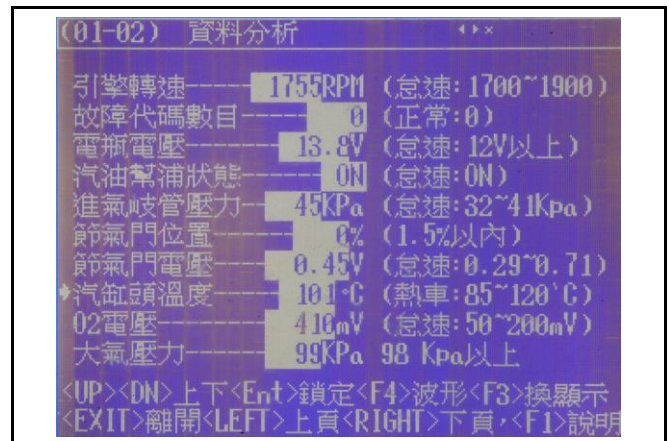 (01-02) 資料分析
引擎轉速-----1755RPM (怠速:1700~1900)
故障代碼數目----0 (正常:0)
電瓶電壓------13.8V (怠速:12V以上)
汽油幫浦狀態----ON (怠速:ON)
進氣岐管壓力----45KPa (怠速:32~41Kpa)
節氣門位置-----0% (1.5%以內)
節氣門電壓-----0.45V (怠速:0.29~0.71)
汽缸頭溫度-----101°C (熱車:85~120`C)
O2電壓-------410mV (怠速:50~200mV)
大氣壓力------99KPa 98 Kpa以上
<UP><DN>上下<Ent>鎖定<F4>波形<F3>換顯示
<EXIT>離開<LEFT>上頁<RIGHT>下頁,<F1>說明